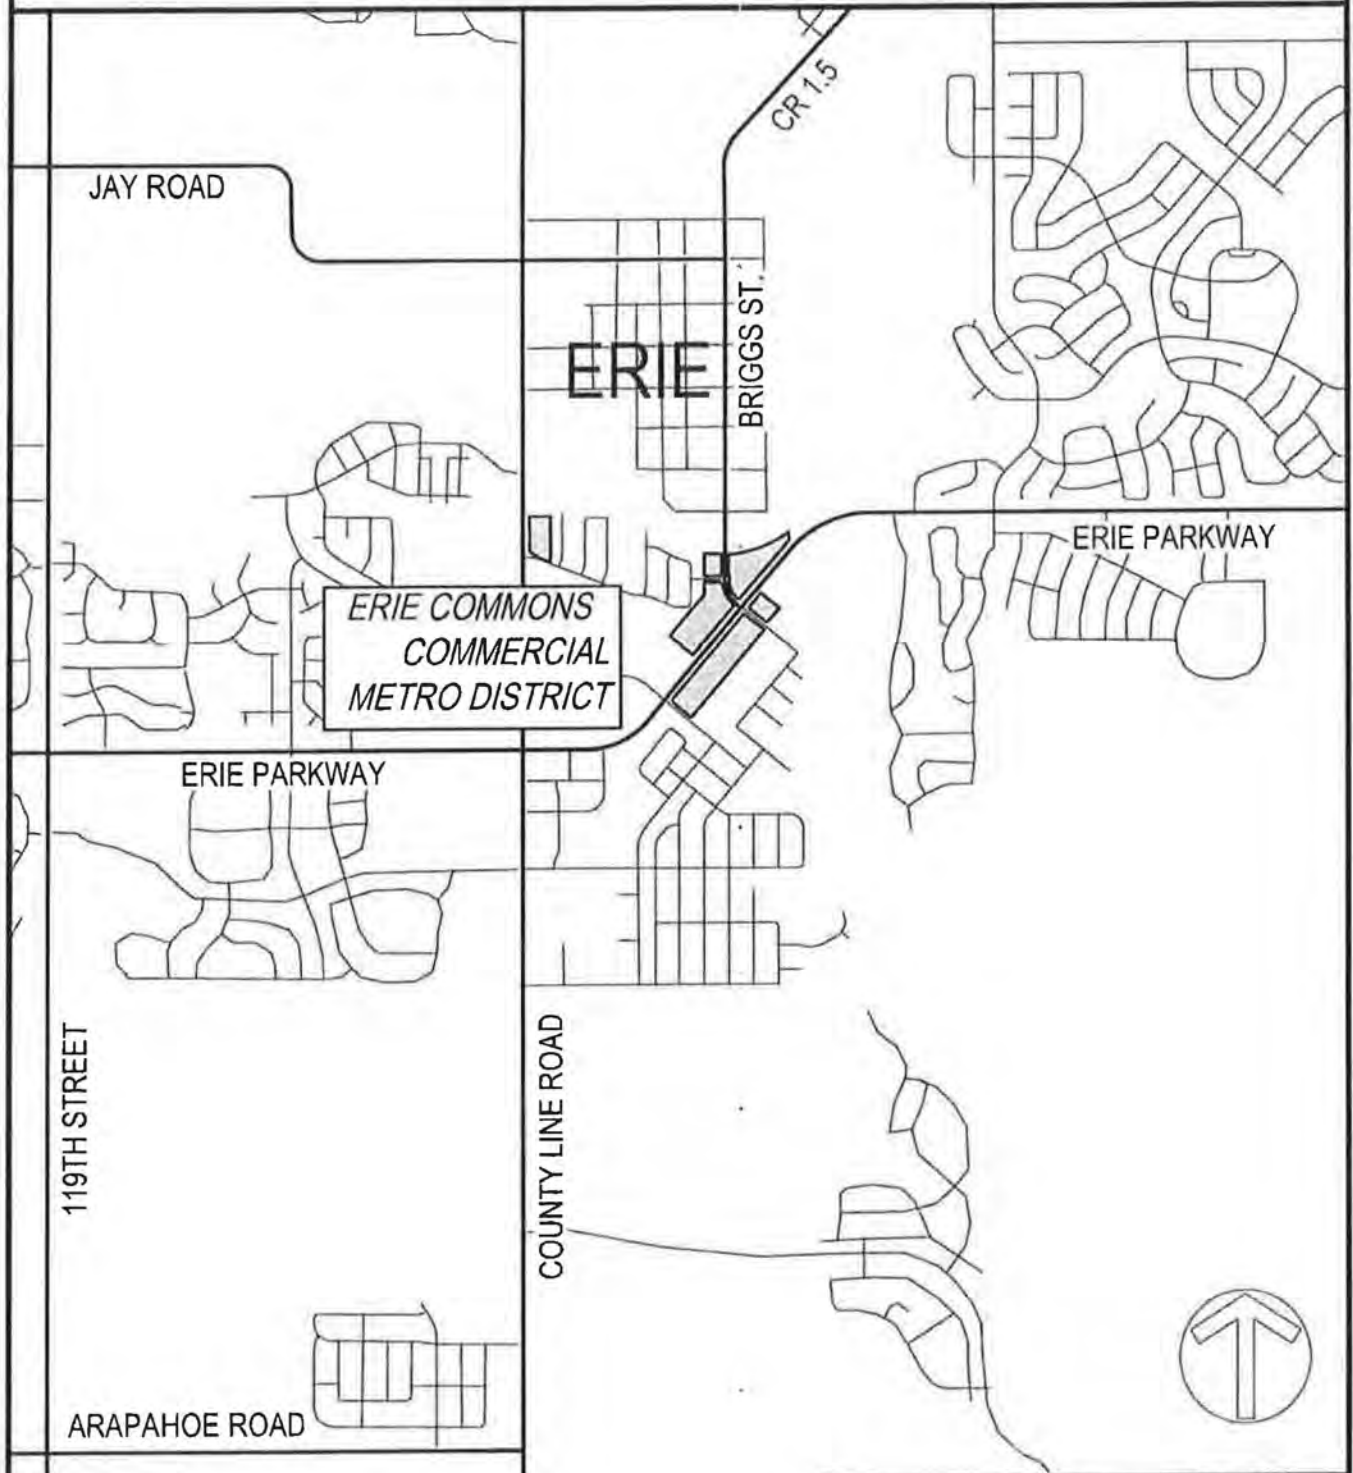 CR 1.5
JAY ROAD
BRIGGS ST.
ERIE
ERIE PARKWAY
ERIE COMMONS
COMMERCIAL
METRO DISTRICT
ERIE PARKWAY
119TH STREET
COUNTY LINE ROAD
ARAPAHOE ROAD